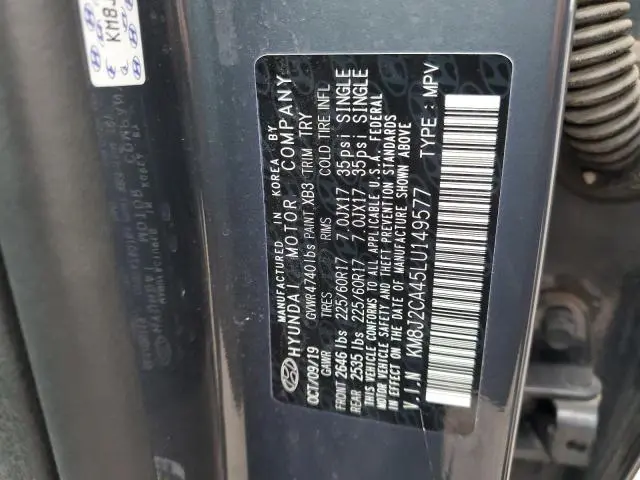 MANUFACTURED IN KOREA BY
HYUNDAI MOTOR COMPANY
OCT/09/19 GVWR4740lbs PAINT XB3 TRIM TRY
GAWR TIRES RIMS COLD TIRE INFL
FRONT 2646 lbs 225/60R17 7.0JX17 35psi SINGLE
REAR 2535 lbs 225/60R17 7.0JX17 35psi SINGLE
THIS VEHICLE CONFORMS TO ALL APPLICABLE U.S.A. FEDERAL
MOTOR VEHICLE SAFETY AND THEFT PREVENTION STANDARDS
IN EFFECT ON THE DATE OF MANUFACTURE SHOWN ABOVE.
V.I.N KM8J2CA45LU149577 TYPE : MPV
KM8J